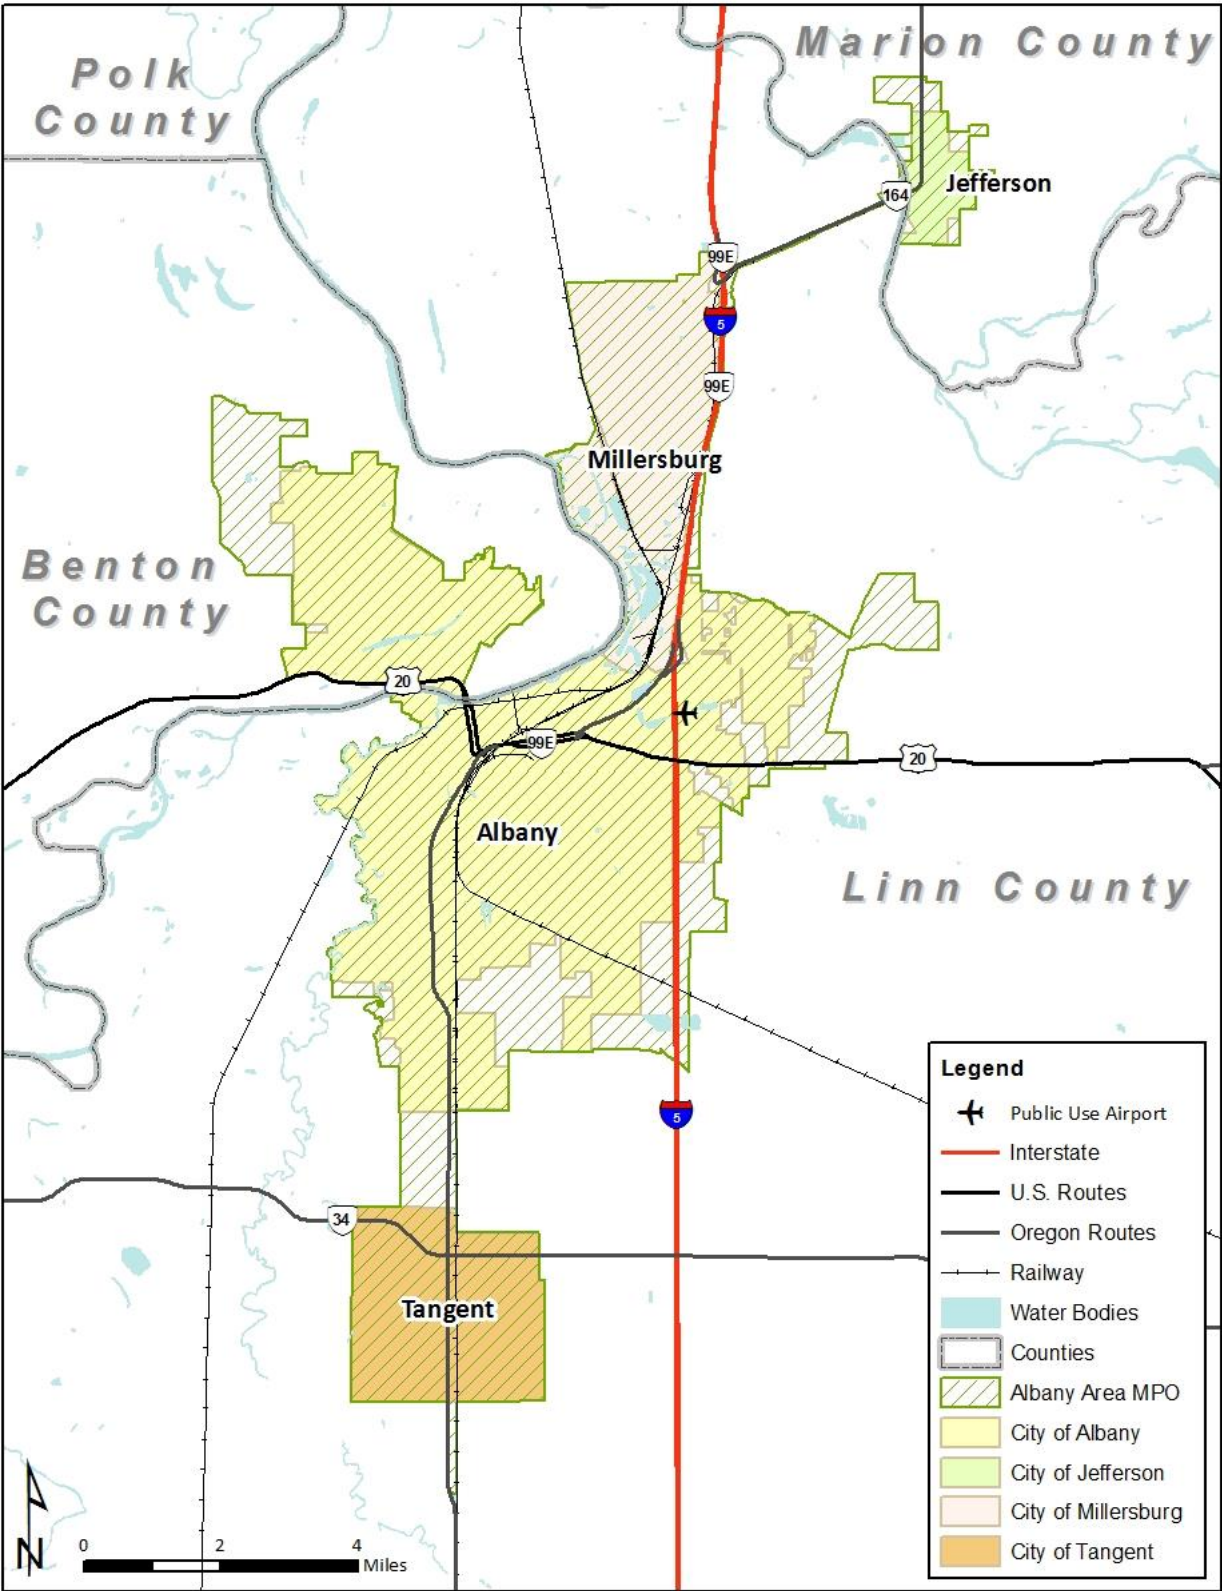 Marion County
Polk
County
Jefferson
164
99E
5
99E
Millersburg
Benton
County
20
99E
20
Albany
Linn County
5
34
Tangent
Legend
Public Use Airport
Interstate
U.S. Routes
Oregon Routes
Railway
Water Bodies
Counties
Albany Area MPO
City of Albany
City of Jefferson
City of Millersburg
City of Tangent
N
0 2 4
Miles